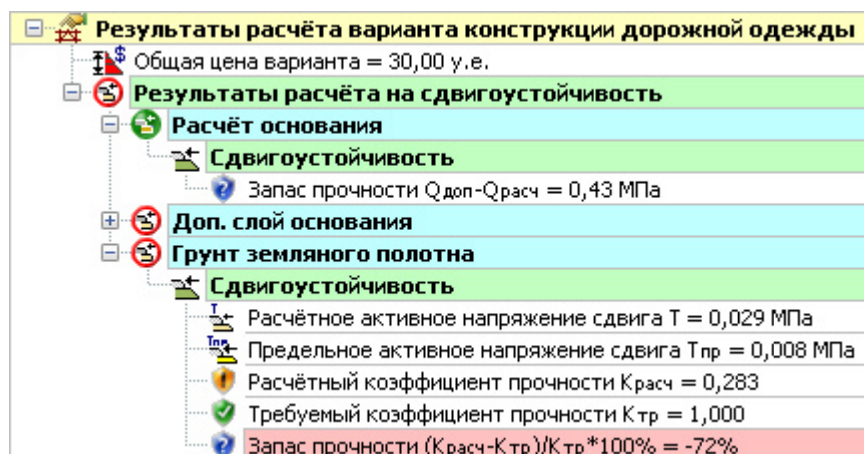 Результаты расчёта варианта конструкции дорожной одежды
Общая цена варианта = 30,00 у.е.
Результаты расчёта на сдвигоустойчивость
Расчёт основания
Сдвигоустойчивость
Запас прочности Qдоп-Qрасч = 0,43 МПа
Доп. слой основания
Грунт земляного полотна
Сдвигоустойчивость
Расчётное активное напряжение сдвига T = 0,029 МПа
Предельное активное напряжение сдвига Tпр = 0,008 МПа
Расчётный коэффициент прочности Kрасч = 0,283
Требуемый коэффициент прочности Kтр = 1,000
Запас прочности (Kрасч-Kтр)/Kтр*100% = -72%